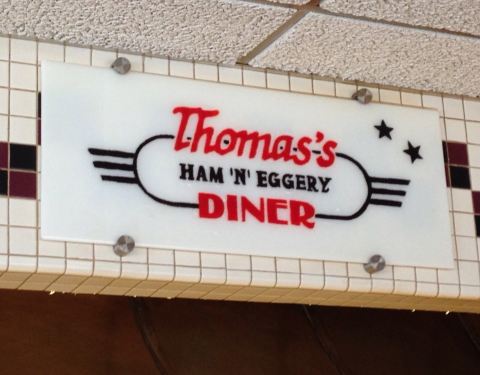 Thomas's
HAM 'N' EGGERY
DINER